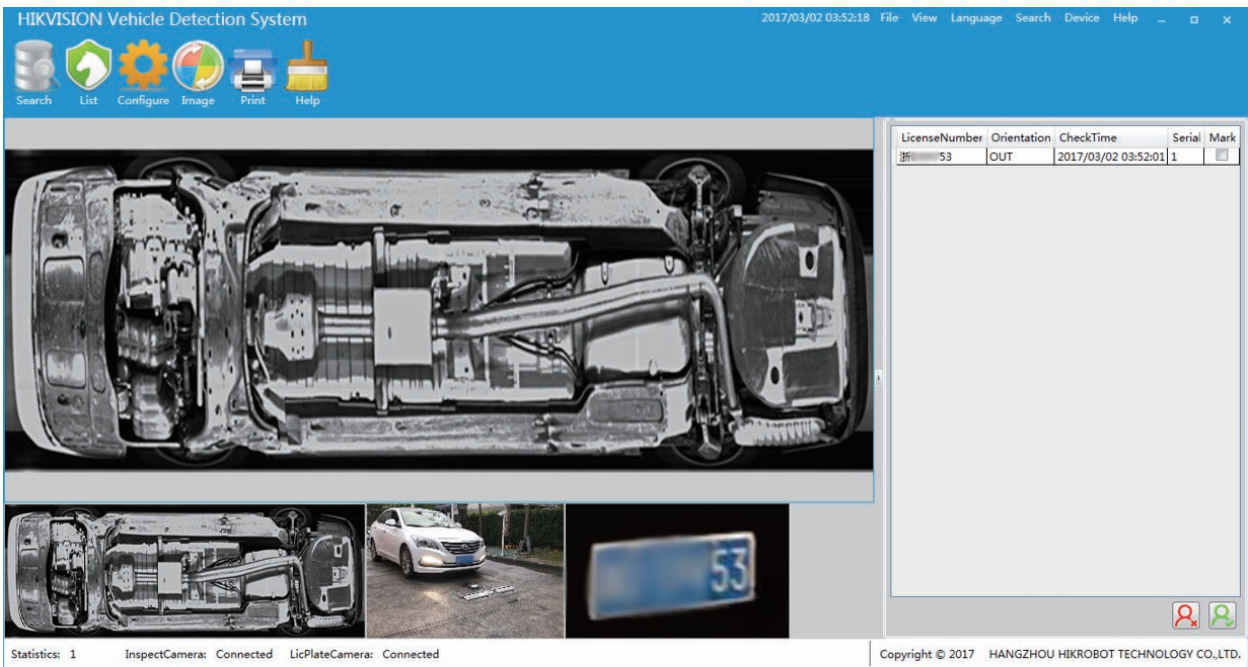 HIKVISION Vehicle Detection System
2017/03/02 03:52:18 File View Language Search Device Help
Search List Configure Image Print Help
LicenseNumber Orientation CheckTime Serial Mark
浙 53 OUT 2017/03/02 03:52:01 1
53
Statistics: 1 InspectCamera: Connected LicPlateCamera: Connected
Copyright © 2017 HANGZHOU HIKROBOT TECHNOLOGY CO.,LTD.